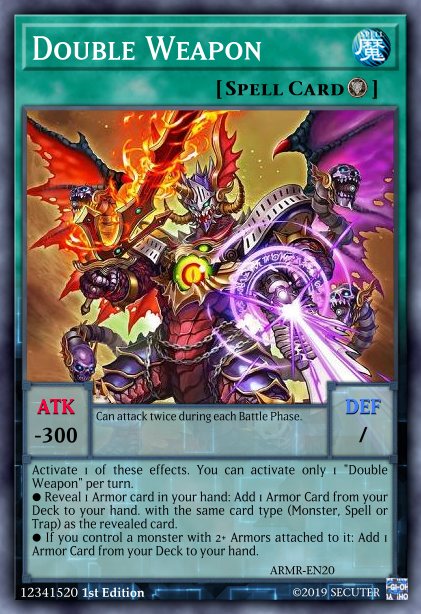 DOUBLE WEAPON
魔
[SPELL CARD ]
ATK
-300
Can attack twice during each Battle Phase.
DEF
/
Activate 1 of these effects. You can activate only 1 "Double
Weapon" per turn.
● Reveal 1 Armor card in your hand: Add 1 Armor Card from your
Deck to your hand. with the same card type (Monster, Spell or
Trap) as the revealed card.
● If you control a monster with 2+ Armors attached to it: Add 1
Armor Card from your Deck to your hand.
ARMR-EN20
12341520 1st Edition
©2019 SECUTER